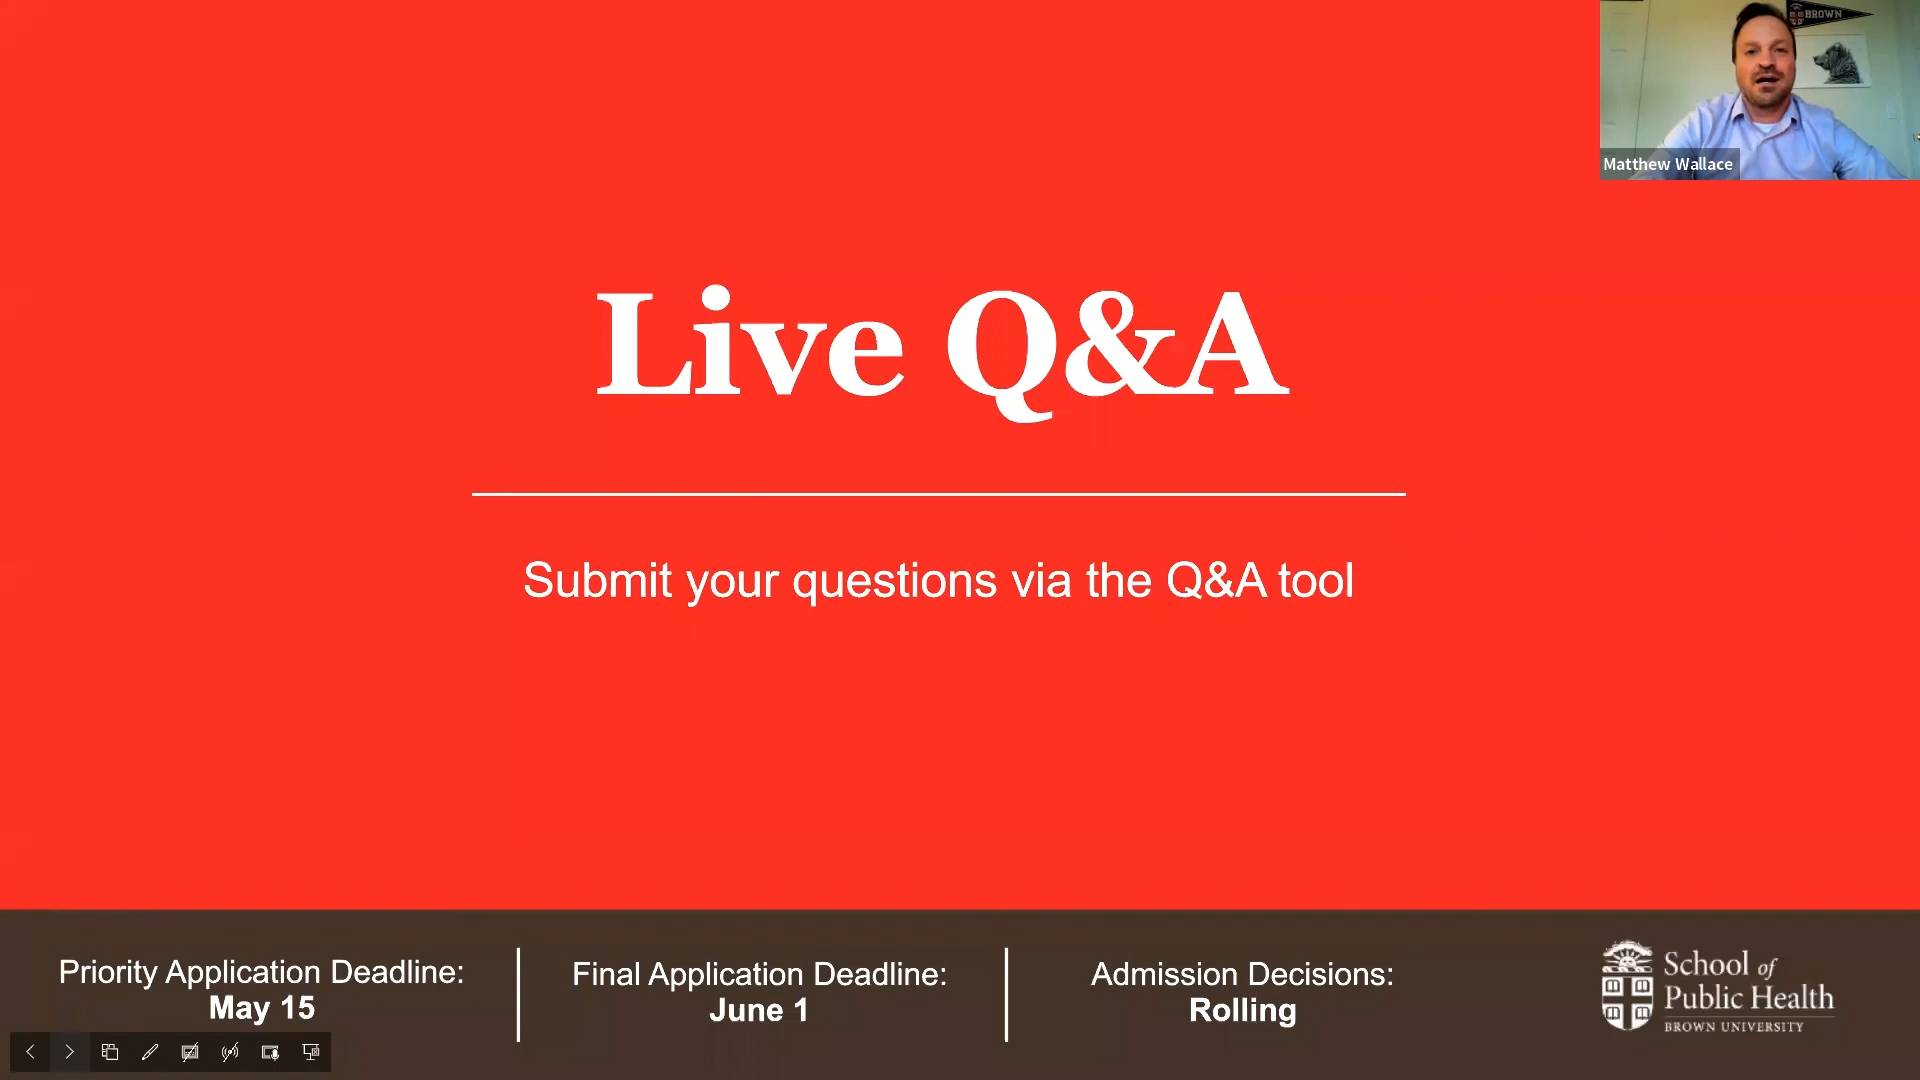 BROWN
Matthew Wallace
Live Q&A
Submit your questions via the Q&A tool
Priority Application Deadline:
May 15
Final Application Deadline:
June 1
Admission Decisions:
Rolling
School of
Public Health
BROWN UNIVERSITY